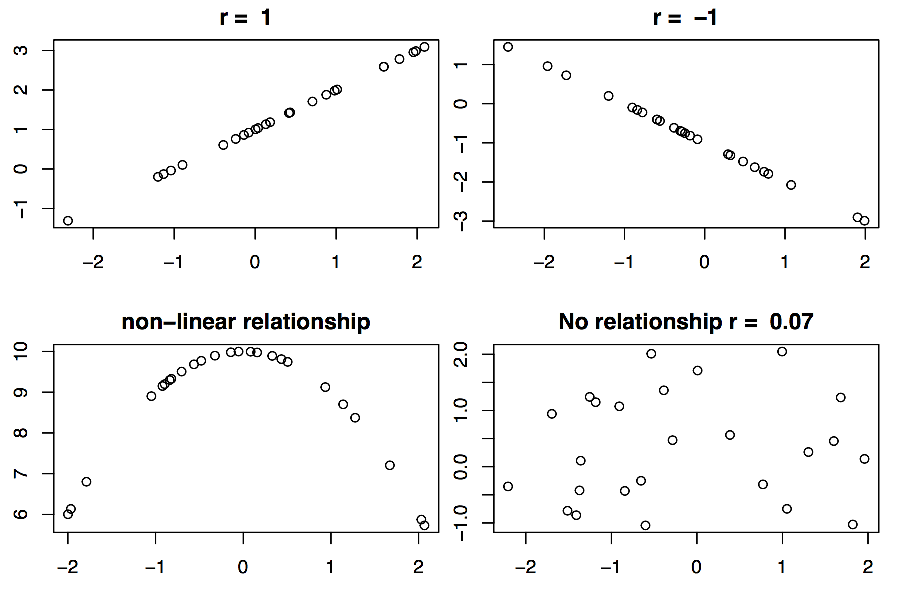 r = 1
3
2
1
0
−1
−2 −1 0 1 2
r = −1
1
0
−1
−2
−3
−2 −1 0 1 2
non−linear relationship
10
9
8
7
6
−2 −1 0 1 2
No relationship r = 0.07
2.0
1.0
0.0
−1.0
−2 −1 0 1 2